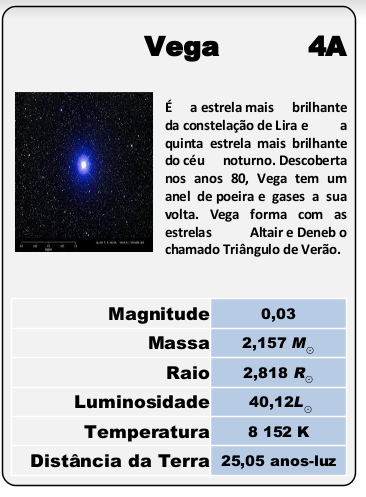 Vega 4A
É a estrela mais brilhante
da constelação de Lira e a
quinta estrela mais brilhante
do céu noturno. Descoberta
nos anos 80, Vega tem um
anel de poeira e gases a sua
volta. Vega forma com as
estrelas Altair e Deneb o
chamado Triângulo de Verão.
Magnitude 0,03
Massa 2,157 M☉
Raio 2,818 R☉
Luminosidade 40,12L☉
Temperatura 8 152 K
Distância da Terra 25,05 anos-luz